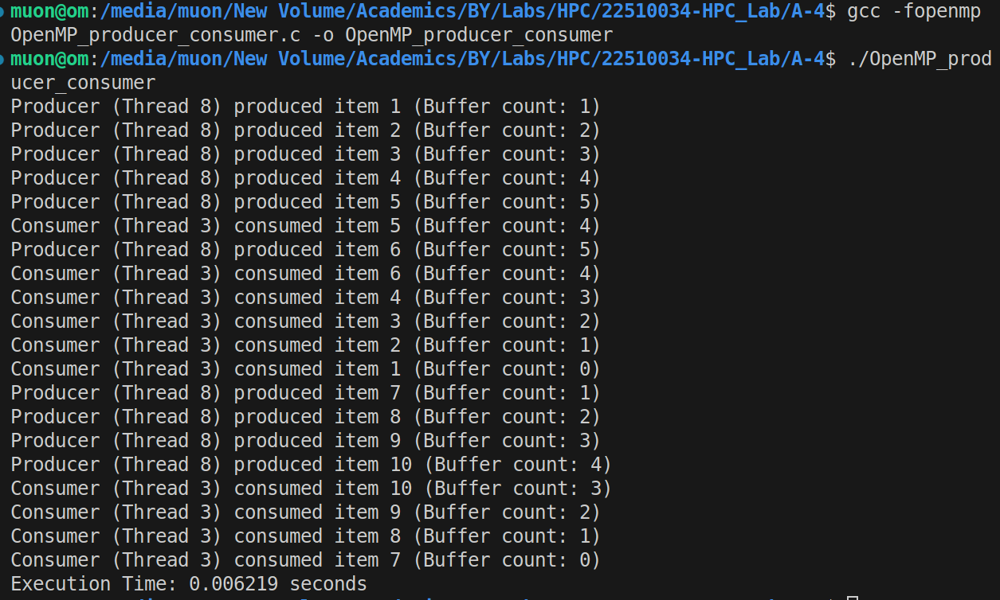 muon@om:/media/muon/New Volume/Academics/BY/Labs/HPC/22510034-HPC_Lab/A-4$ gcc -fopenmp
OpenMP_producer_consumer.c -o OpenMP_producer_consumer
muon@om:/media/muon/New Volume/Academics/BY/Labs/HPC/22510034-HPC_Lab/A-4$ ./OpenMP_prod
ucer_consumer
Producer (Thread 8) produced item 1 (Buffer count: 1)
Producer (Thread 8) produced item 2 (Buffer count: 2)
Producer (Thread 8) produced item 3 (Buffer count: 3)
Producer (Thread 8) produced item 4 (Buffer count: 4)
Producer (Thread 8) produced item 5 (Buffer count: 5)
Consumer (Thread 3) consumed item 5 (Buffer count: 4)
Producer (Thread 8) produced item 6 (Buffer count: 5)
Consumer (Thread 3) consumed item 6 (Buffer count: 4)
Consumer (Thread 3) consumed item 4 (Buffer count: 3)
Consumer (Thread 3) consumed item 3 (Buffer count: 2)
Consumer (Thread 3) consumed item 2 (Buffer count: 1)
Consumer (Thread 3) consumed item 1 (Buffer count: 0)
Producer (Thread 8) produced item 7 (Buffer count: 1)
Producer (Thread 8) produced item 8 (Buffer count: 2)
Producer (Thread 8) produced item 9 (Buffer count: 3)
Producer (Thread 8) produced item 10 (Buffer count: 4)
Consumer (Thread 3) consumed item 10 (Buffer count: 3)
Consumer (Thread 3) consumed item 9 (Buffer count: 2)
Consumer (Thread 3) consumed item 8 (Buffer count: 1)
Consumer (Thread 3) consumed item 7 (Buffer count: 0)
Execution Time: 0.006219 seconds